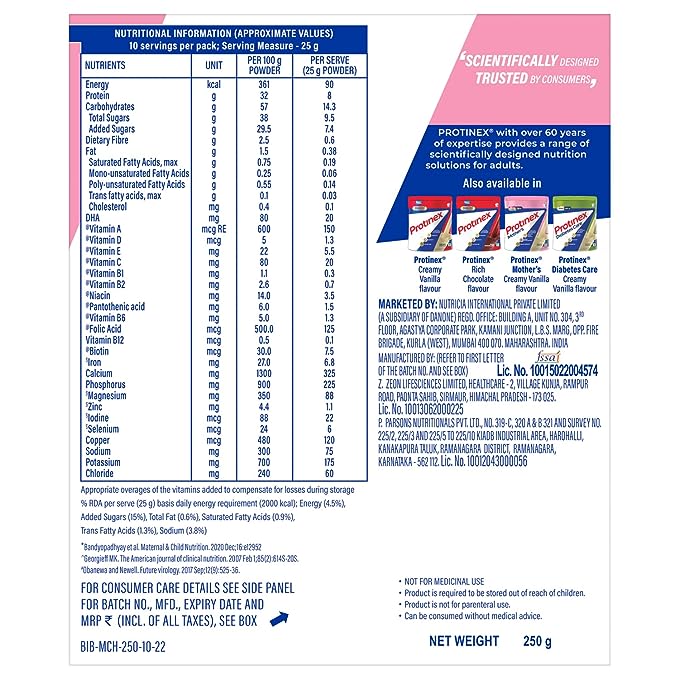 NUTRITIONAL INFORMATION (APPROXIMATE VALUES)
10 servings per pack; Serving Measure - 25 g
NUTRIENTS UNIT PER 100 g POWDER PER SERVE (25 g POWDER)
Energy kcal 361 90
Protein g 32 8
Carbohydrates g 57 14.3
Total Sugars g 38 9.5
Added Sugars g 29.5 7.4
Dietary Fibre g 2.5 0.6
Fat g 1.5 0.38
Saturated Fatty Acids, max g 0.75 0.19
Mono-unsaturated Fatty Acids g 0.25 0.06
Poly-unsaturated Fatty Acids g 0.55 0.14
Trans fatty acids, max g 0.1 0.03
Cholesterol mg 0.4 0.1
DHA mg 80 20
#Vitamin A mcg RE 600 150
#Vitamin D mcg 5 1.3
#Vitamin E mg 22 5.5
#Vitamin C mg 80 20
#Vitamin B1 mg 1.1 0.3
#Vitamin B2 mg 2.6 0.7
#Niacin mg 14.0 3.5
#Pantothenic acid mg 6.0 1.5
#Vitamin B6 mg 5.0 1.3
#Folic Acid mcg 500.0 125
Vitamin B12 mcg 0.5 0.1
#Biotin mcg 30.0 7.5
$Iron mg 27.0 6.8
Calcium mg 1300 325
Phosphorus mg 900 225
$Magnesium mg 350 88
$Zinc mg 4.4 1.1
$Iodine mcg 88 22
$Selenium mcg 24 6
Copper mcg 480 120
Sodium mg 300 75
Potassium mg 700 175
Chloride mg 240 60
Appropriate overages of the vitamins added to compensate for losses during storage
% RDA per serve (25 g) basis daily energy requirement (2000 kcal); Energy (4.5%),
Added Sugars (15%), Total Fat (0.6%), Saturated Fatty Acids (0.9%),
Trans Fatty Acids (1.3%), Sodium (3.8%)
*Bandyopadhyay et al. Maternal & Child Nutrition. 2020 Dec;16:e12952
^Georgieff MK. The American journal of clinical nutrition. 2007 Feb 1;85(2):614S-20S.
Obanewa and Newell. Future virology. 2017 Sep;12(9):525-36.
FOR CONSUMER CARE DETAILS SEE SIDE PANEL
FOR BATCH NO., MFD., EXPIRY DATE AND
MRP ₹ (INCL. OF ALL TAXES), SEE BOX
BIB-MCH-250-10-22
‘SCIENTIFICALLY DESIGNED
TRUSTED BY CONSUMERS’
PROTINEX® with over 60 years
of expertise provides a range of
scientifically designed nutrition
solutions for adults.
Also available in
Protinex Protinex Protinex Protinex
Protinex® Creamy Vanilla flavour
Protinex® Rich Chocolate flavour
Protinex® Mother's Creamy Vanilla flavour
Protinex® Diabetes Care Creamy Vanilla flavour
MARKETED BY: NUTRICIA INTERNATIONAL PRIVATE LIMITED
(A SUBSIDIARY OF DANONE) REGD. OFFICE: BUILDING A, UNIT NO. 304, 3RD
FLOOR, AGASTYA CORPORATE PARK, KAMANI JUNCTION, L.B.S. MARG, OPP. FIRE
BRIGADE, KURLA (WEST), MUMBAI 400 070. MAHARASHTRA. INDIA
MANUFACTURED BY: (REFER TO FIRST LETTER
OF THE BATCH NO. AND SEE BOX)
fssai
Lic. No. 10015022004574
Z. ZEON LIFESCIENCES LIMITED, HEALTHCARE - 2, VILLAGE KUNJA, RAMPUR
ROAD, PAONTA SAHIB, SIRMOUR, HIMACHAL PRADESH - 173 025.
Lic. No. 10013062000225
P. PARSONS NUTRITIONALS PVT. LTD., NO. 319-C, 320 A & B 321 AND SURVEY NO.
225/2, 225/3 AND 225/5 TO 225/10 KIADB INDUSTRIAL AREA, HAROHALLI,
KANAKAPURA TALUK, RAMANAGARA DISTRICT, RAMANAGARA,
KARNATAKA - 562 112. Lic. No. 10012043000056
• NOT FOR MEDICINAL USE
• Product is required to be stored out of reach of children.
• Product is not for parenteral use.
• Can be consumed without medical advice.
NET WEIGHT 250 g